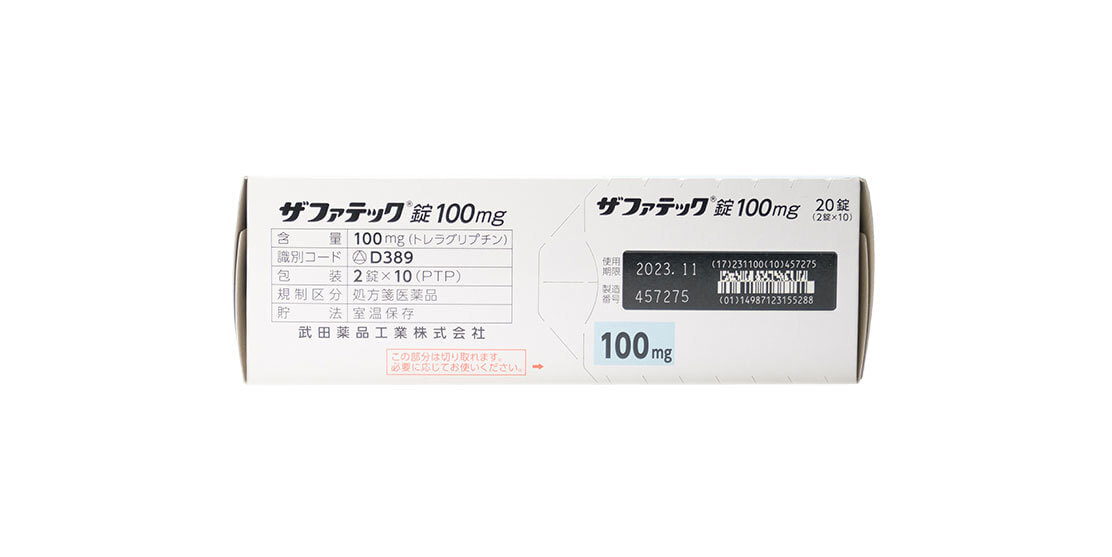 ザファテック®錠100mg
含量 100mg(トレラグリプチン)
識別コード D389
包装 2錠×10(PTP)
規制区分 処方箋医薬品
貯法 室温保存
武田薬品工業株式会社
この部分は切り取れます。
必要に応じてお使いください。
ザファテック®錠100mg 20錠
(2錠×10)
使用期限 2023.11
製造番号 457275
(17)231100(10)457275
(01)14987123155288
100mg